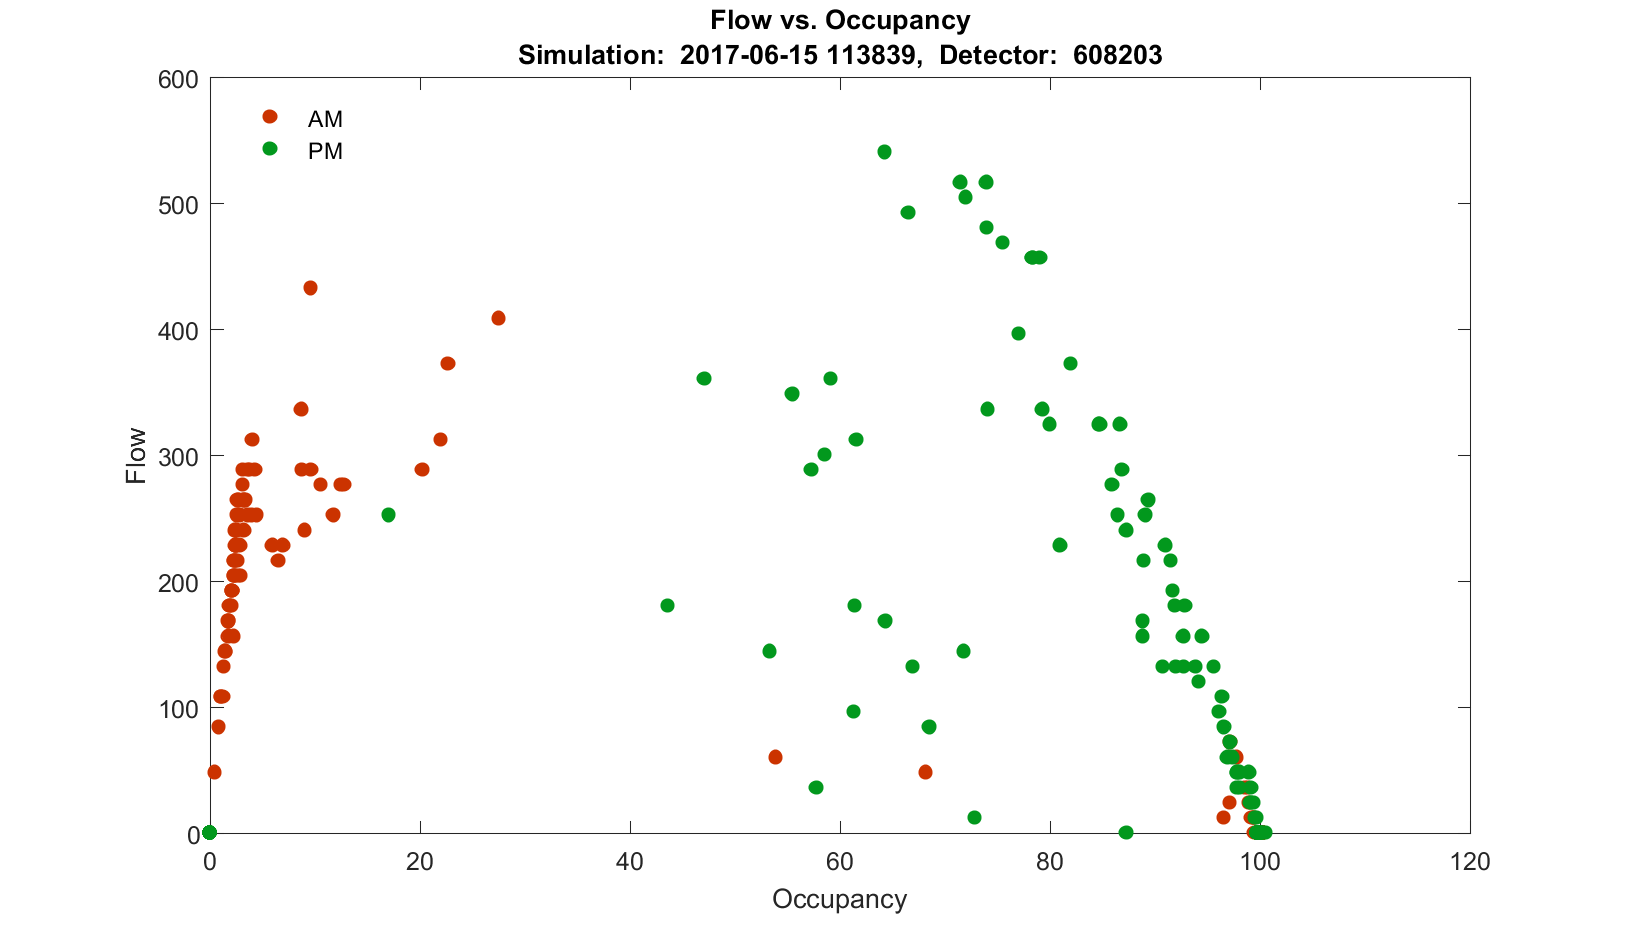 Flow vs. Occupancy
Simulation:  2017-06-15 113839,  Detector:  608203
600
500
400
300
200
100
0
AM
PM
Flow
0 20 40 60 80 100 120
Occupancy